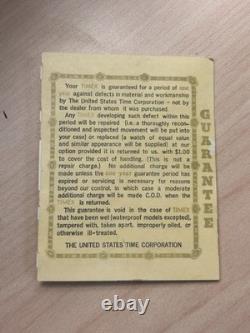 Your TIMEX is guaranteed for a period of one
year against defects in material and workmanship
by The United States Time Corporation - not by
the dealer from whom it was purchased.
Any TIMEX developing such defect within this
period will be repaired (i.e.: a thoroughly recon-
ditioned and inspected movement will be put into
your case) or replaced (a watch of equal value
and similar appearance will be supplied) at our
option provided it is returned to us, with $1.00
to cover the cost of handling. (This is not a
repair charge.) No additional charge will be
made unless the one year guarantee period has
expired or servicing is necessary for reasons
beyond our control, in which case a moderate
additional charge will be made C.O.D. when the
TIMEX is returned.
This guarantee is void in the case of TIMEX
that have been wet (waterproof models excepted),
tampered with, taken apart, improperly oiled, or
otherwise ill-treated.
THE UNITED STATES TIME CORPORATION
GUARANTEE